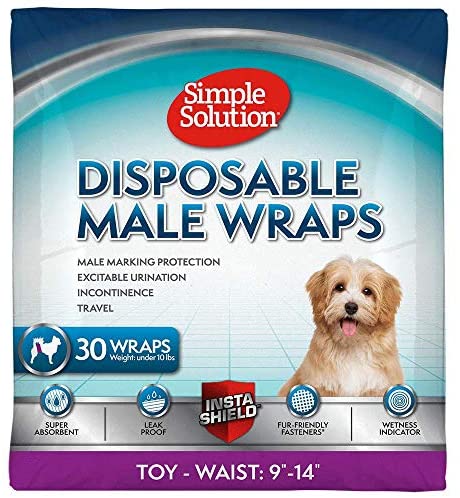 Simple
Solution®
DISPOSABLE
MALE WRAPS
MALE MARKING PROTECTION
EXCITABLE URINATION
INCONTINENCE
TRAVEL
30 WRAPS
Weight: under 10 lbs
INSTA
SHIELD™
SUPER
ABSORBENT
LEAK
PROOF
FUR-FRIENDLY
FASTENERS*
WETNESS
INDICATOR
TOY - WAIST: 9"-14"